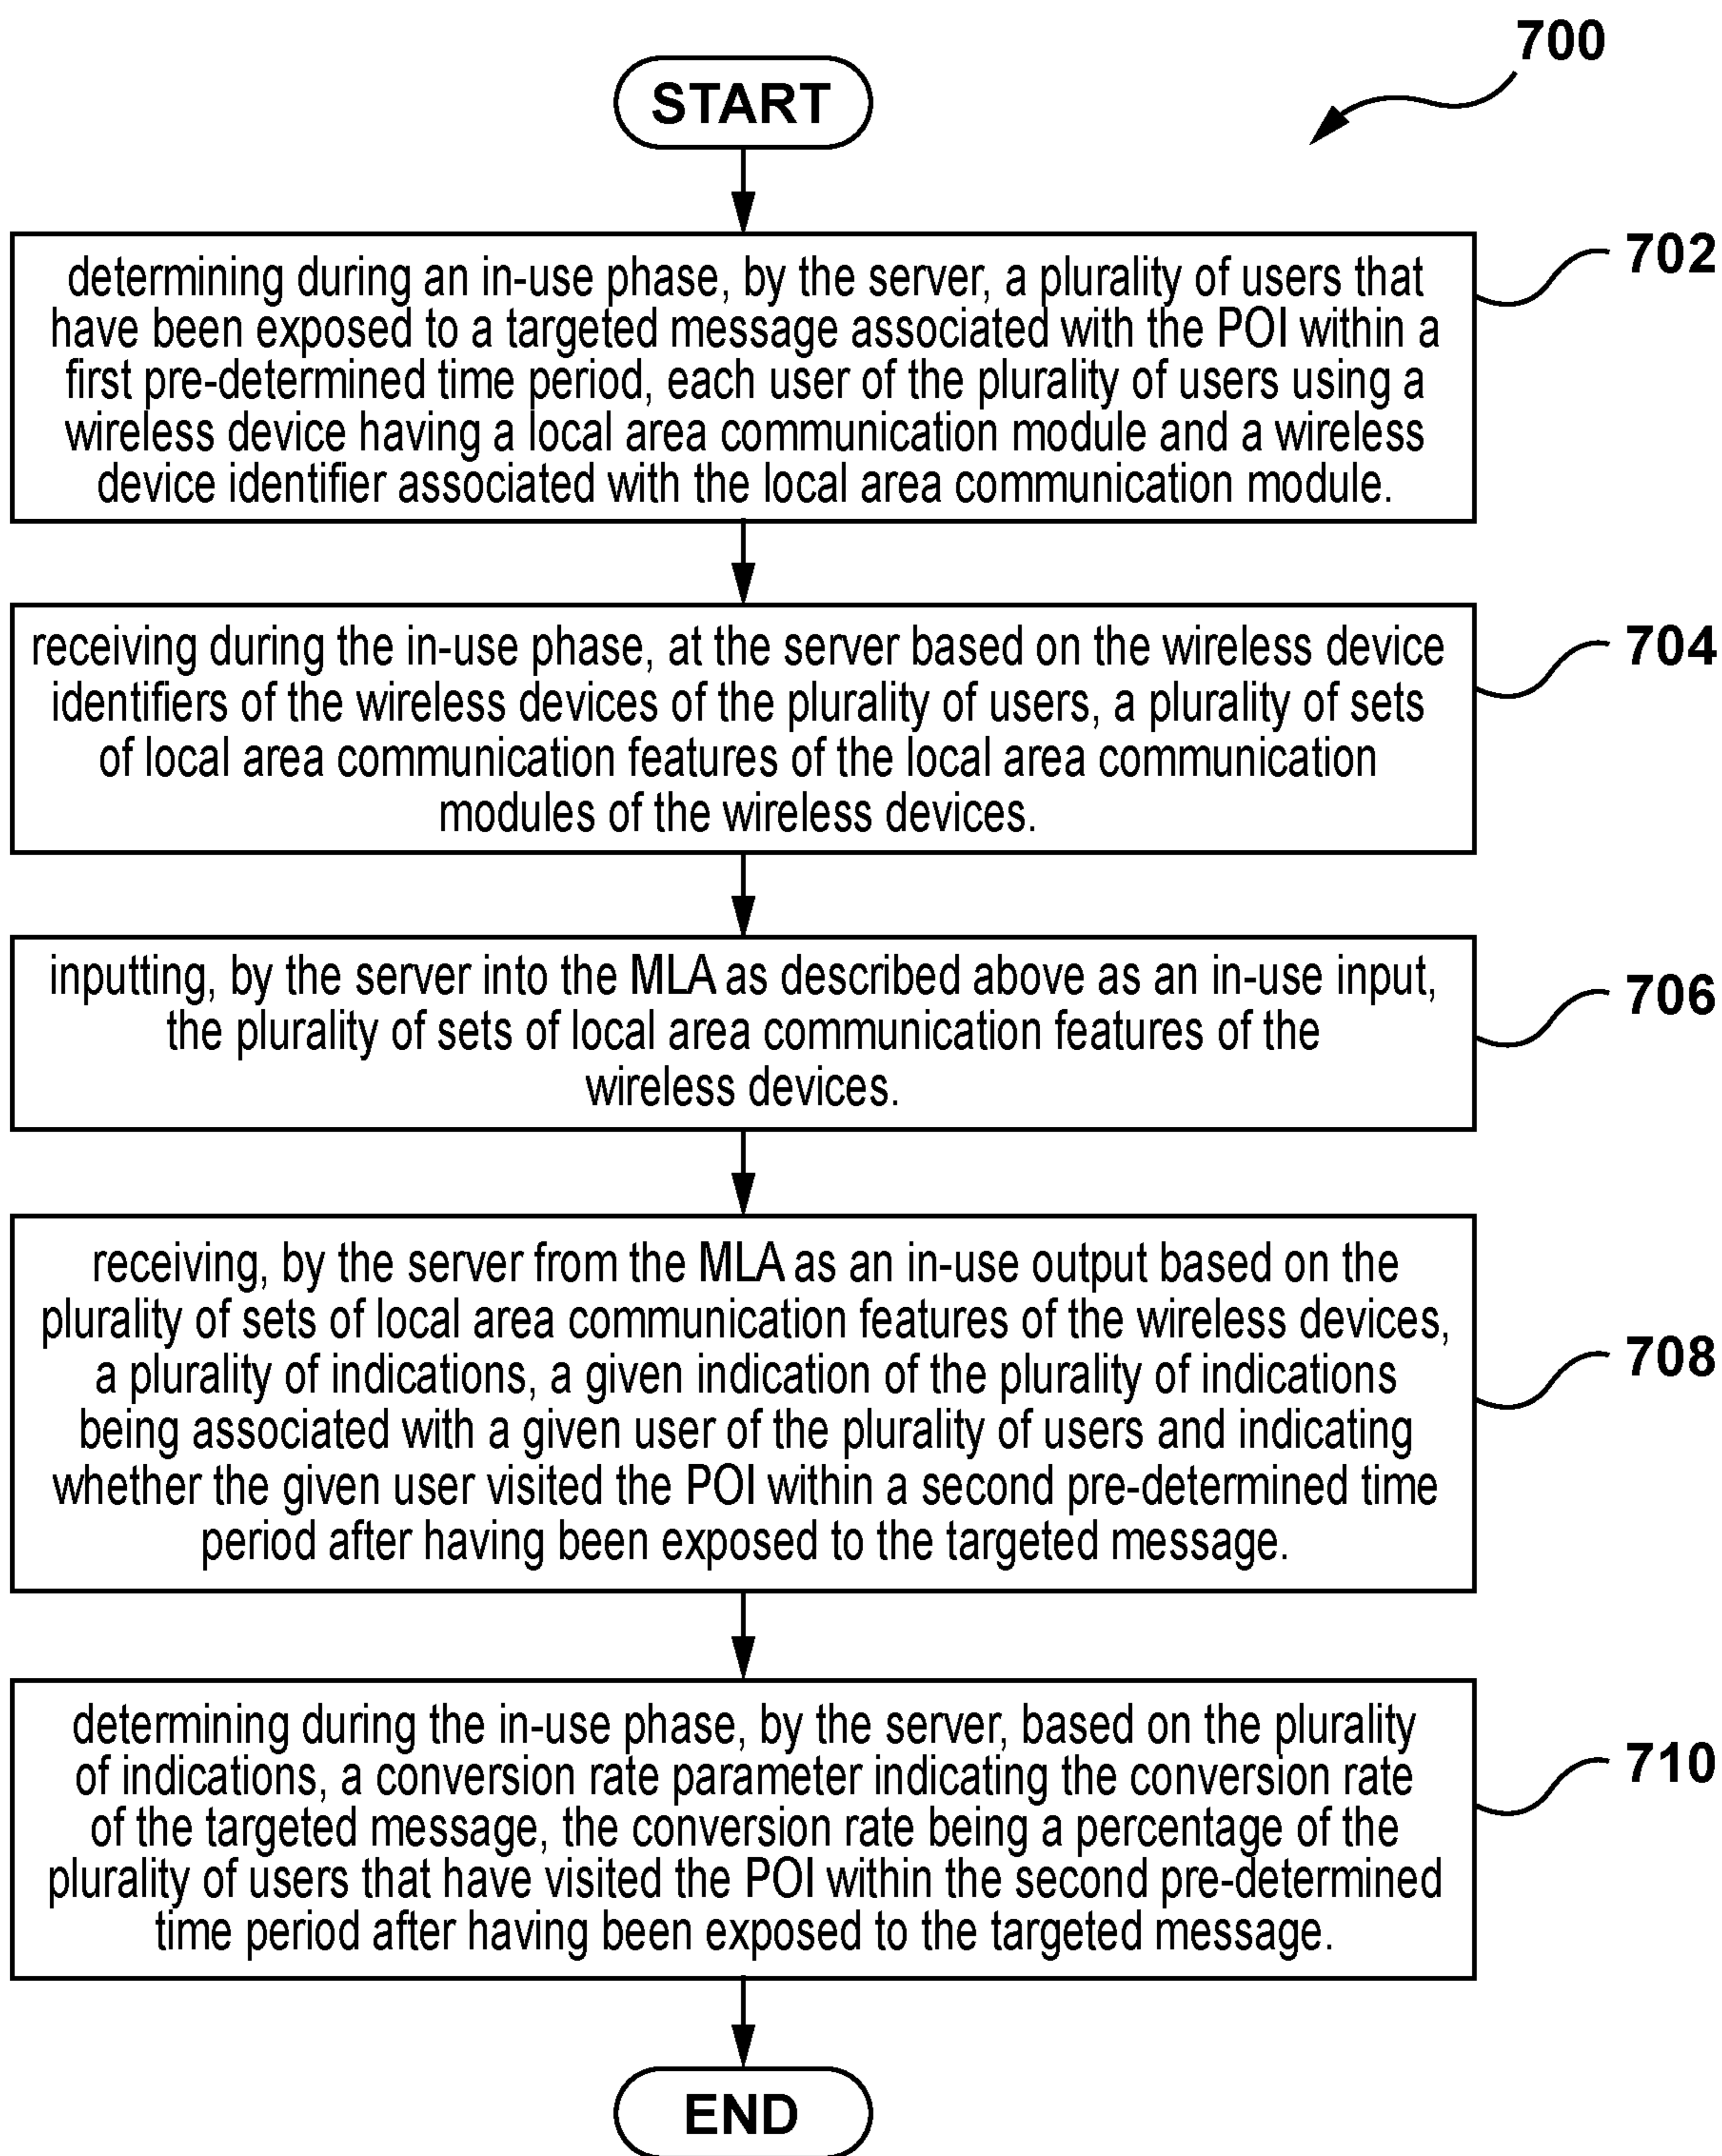 700
START
702
determining during an in-use phase, by the server, a plurality of users that
have been exposed to a targeted message associated with the POI within a
first pre-determined time period, each user of the plurality of users using a
wireless device having a local area communication module and a wireless
device identifier associated with the local area communication module.
704
receiving during the in-use phase, at the server based on the wireless device
identifiers of the wireless devices of the plurality of users, a plurality of sets
of local area communication features of the local area communication
modules of the wireless devices.
706
inputting, by the server into the MLA as described above as an in-use input,
the plurality of sets of local area communication features of the
wireless devices.
708
receiving, by the server from the MLA as an in-use output based on the
plurality of sets of local area communication features of the wireless devices,
a plurality of indications, a given indication of the plurality of indications
being associated with a given user of the plurality of users and indicating
whether the given user visited the POI within a second pre-determined time
period after having been exposed to the targeted message.
710
determining during the in-use phase, by the server, based on the plurality
of indications, a conversion rate parameter indicating the conversion rate
of the targeted message, the conversion rate being a percentage of the
plurality of users that have visited the POI within the second pre-determined
time period after having been exposed to the targeted message.
END